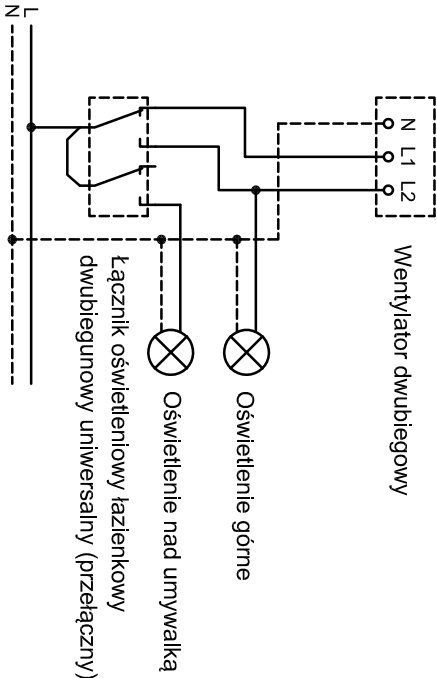 L
N
N
L1
L2
Wentylator dwubiegowy
Oświetlenie górne
Oświetlenie nad umywalką
Łącznik oświetleniowy łazienkowy
dwubiegunowy uniwersalny (przełączny)